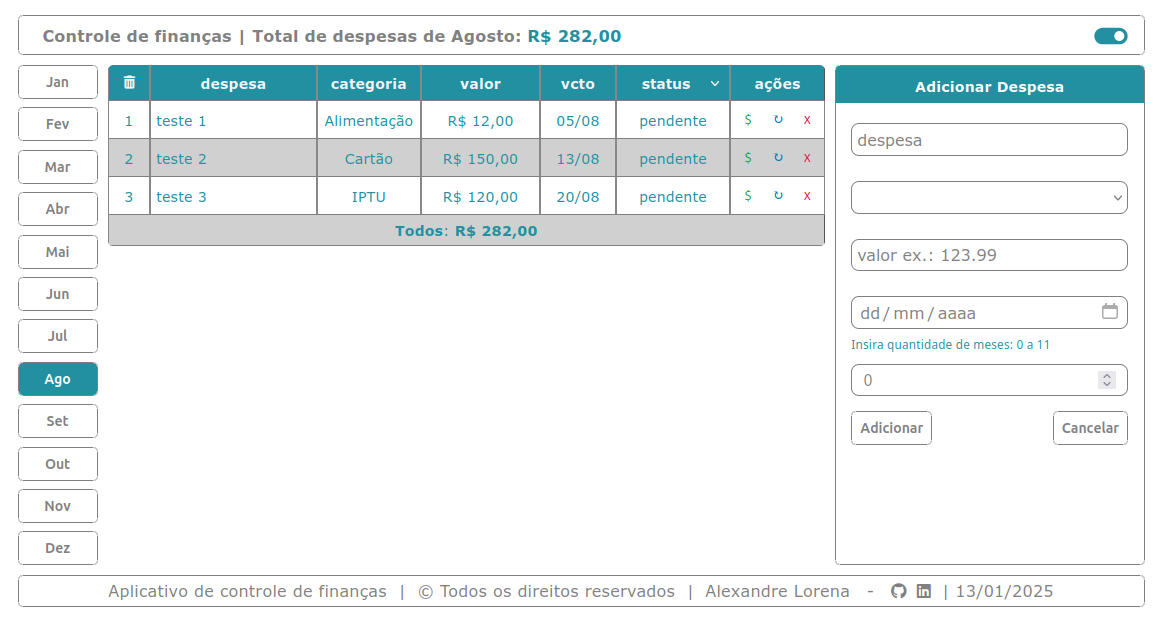 Controle de finanças | Total de despesas de Agosto: R$ 282,00
Jan
Fev
Mar
Abr
Mai
Jun
Jul
Ago
Set
Out
Nov
Dez
despesa categoria valor vcto status ações
1 teste 1 Alimentação R$ 12,00 05/08 pendente $ ↻ x
2 teste 2 Cartão R$ 150,00 13/08 pendente $ ↻ x
3 teste 3 IPTU R$ 120,00 20/08 pendente $ ↻ x
Todos: R$ 282,00
Adicionar Despesa
despesa
valor ex.: 123.99
dd/mm/aaaa
Insira quantidade de meses: 0 a 11
0
Adicionar Cancelar
Aplicativo de controle de finanças | © Todos os direitos reservados | Alexandre Lorena - in | 13/01/2025